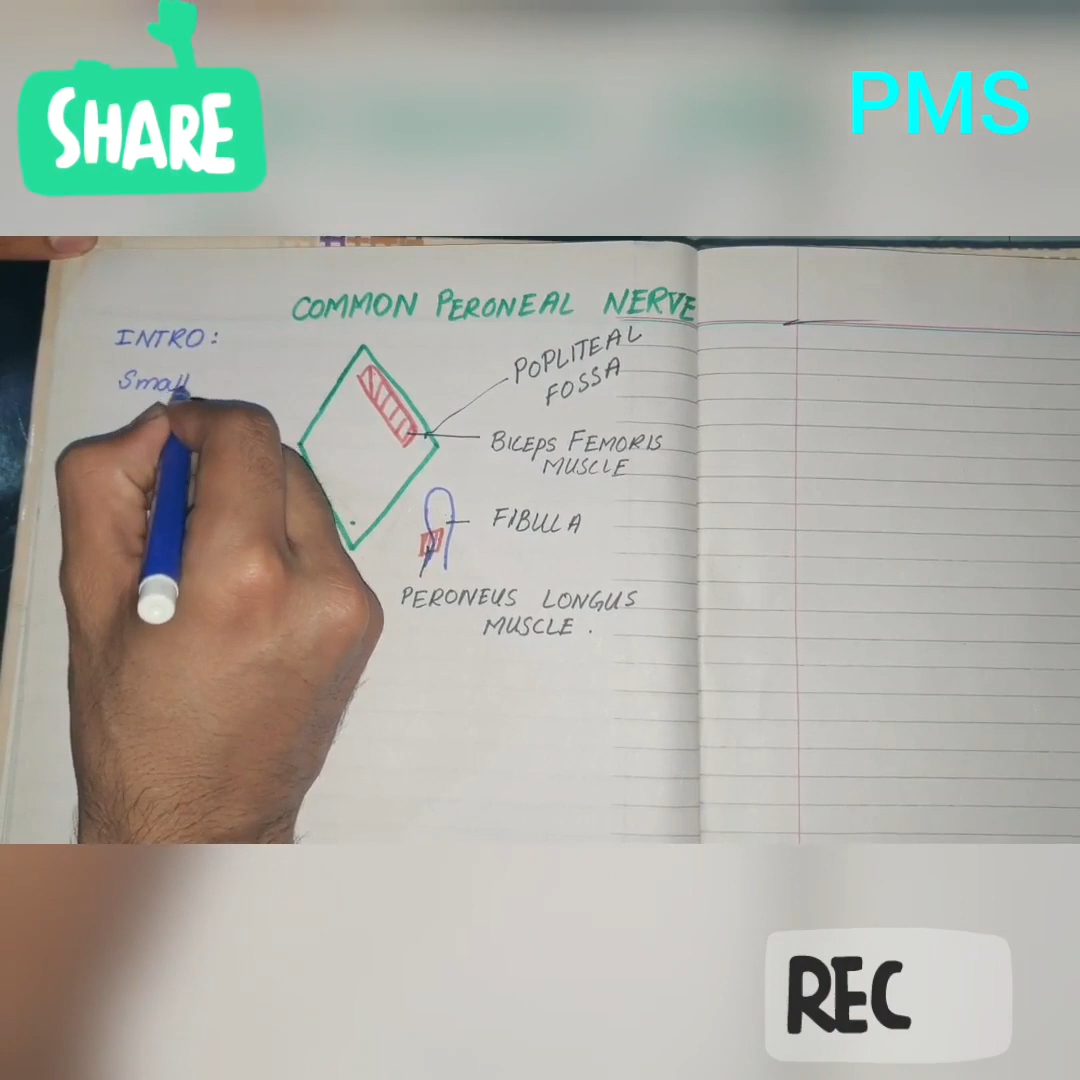 SHARE
PMS
COMMON PERONEAL NERVE
INTRO:
Small
POPLITEAL
FOSSA
BICEPS FEMORIS
MUSCLE
FIBULA
PERONEUS LONGUS
MUSCLE.
REC